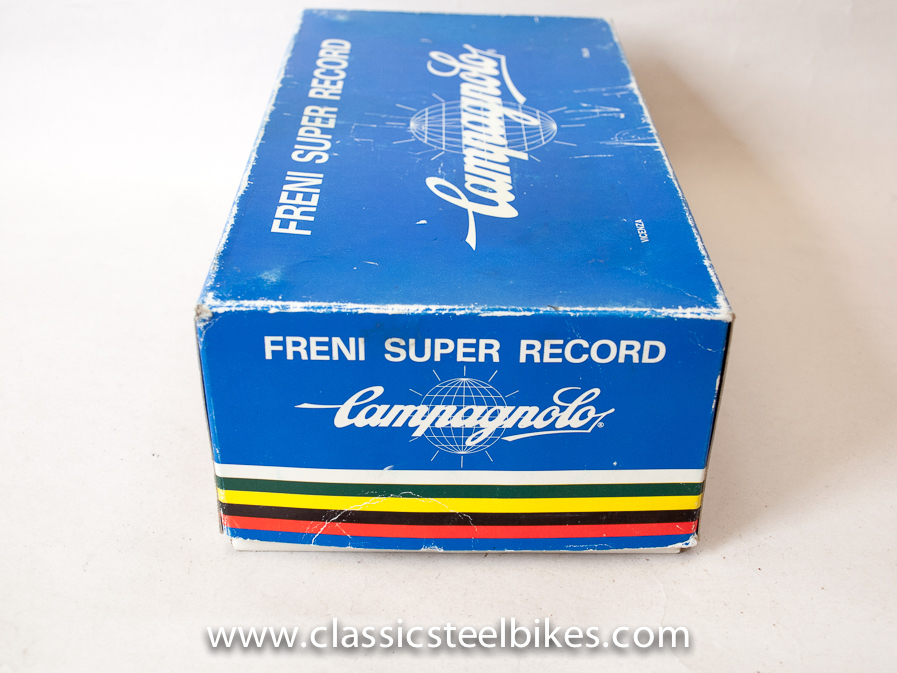 FRENI SUPER RECORD
Campagnolo
VICENZA
FRENI SUPER RECORD
Campagnolo®
www.classicsteelbikes.com